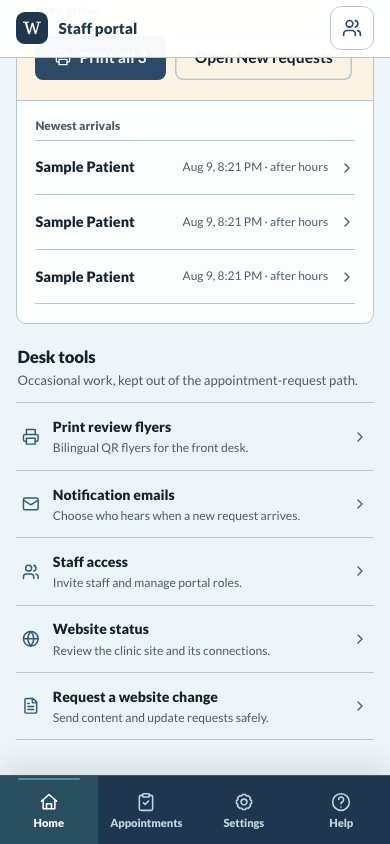 W Staff portal
Print all 3
Open New requests
Newest arrivals
Sample Patient
Aug 9, 8:21 PM · after hours
Sample Patient
Aug 9, 8:21 PM · after hours
Sample Patient
Aug 9, 8:21 PM · after hours
Desk tools
Occasional work, kept out of the appointment-request path.
Print review flyers
Bilingual QR flyers for the front desk.
Notification emails
Choose who hears when a new request arrives.
Staff access
Invite staff and manage portal roles.
Website status
Review the clinic site and its connections.
Request a website change
Send content and update requests safely.
Home
Appointments
Settings
Help